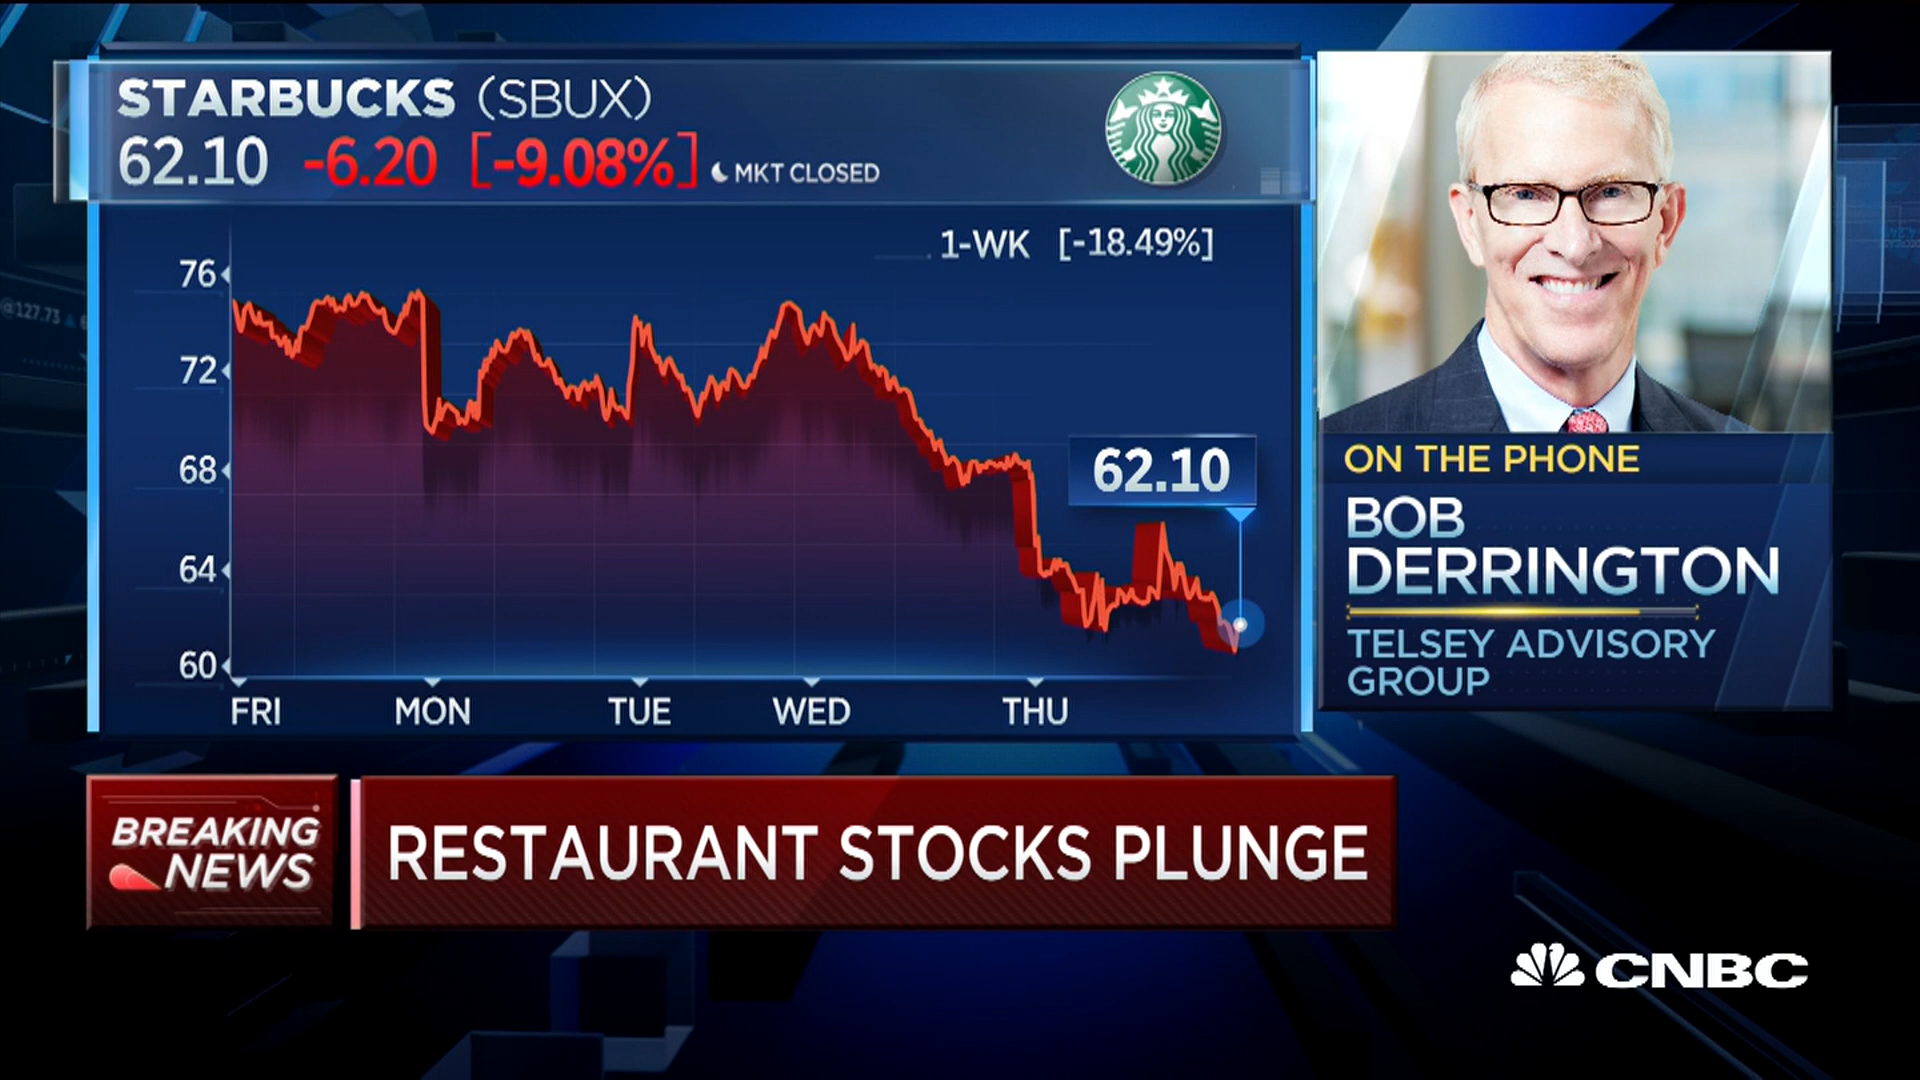 STARBUCKS (SBUX)
62.10 -6.20 [-9.08%] MKT CLOSED
1-WK [-18.49%]
76
72
68
64
60
62.10
FRI MON TUE WED THU
ON THE PHONE
BOB
DERRINGTON
TELSEY ADVISORY
GROUP
BREAKING
NEWS
RESTAURANT STOCKS PLUNGE
CNBC
@127.73